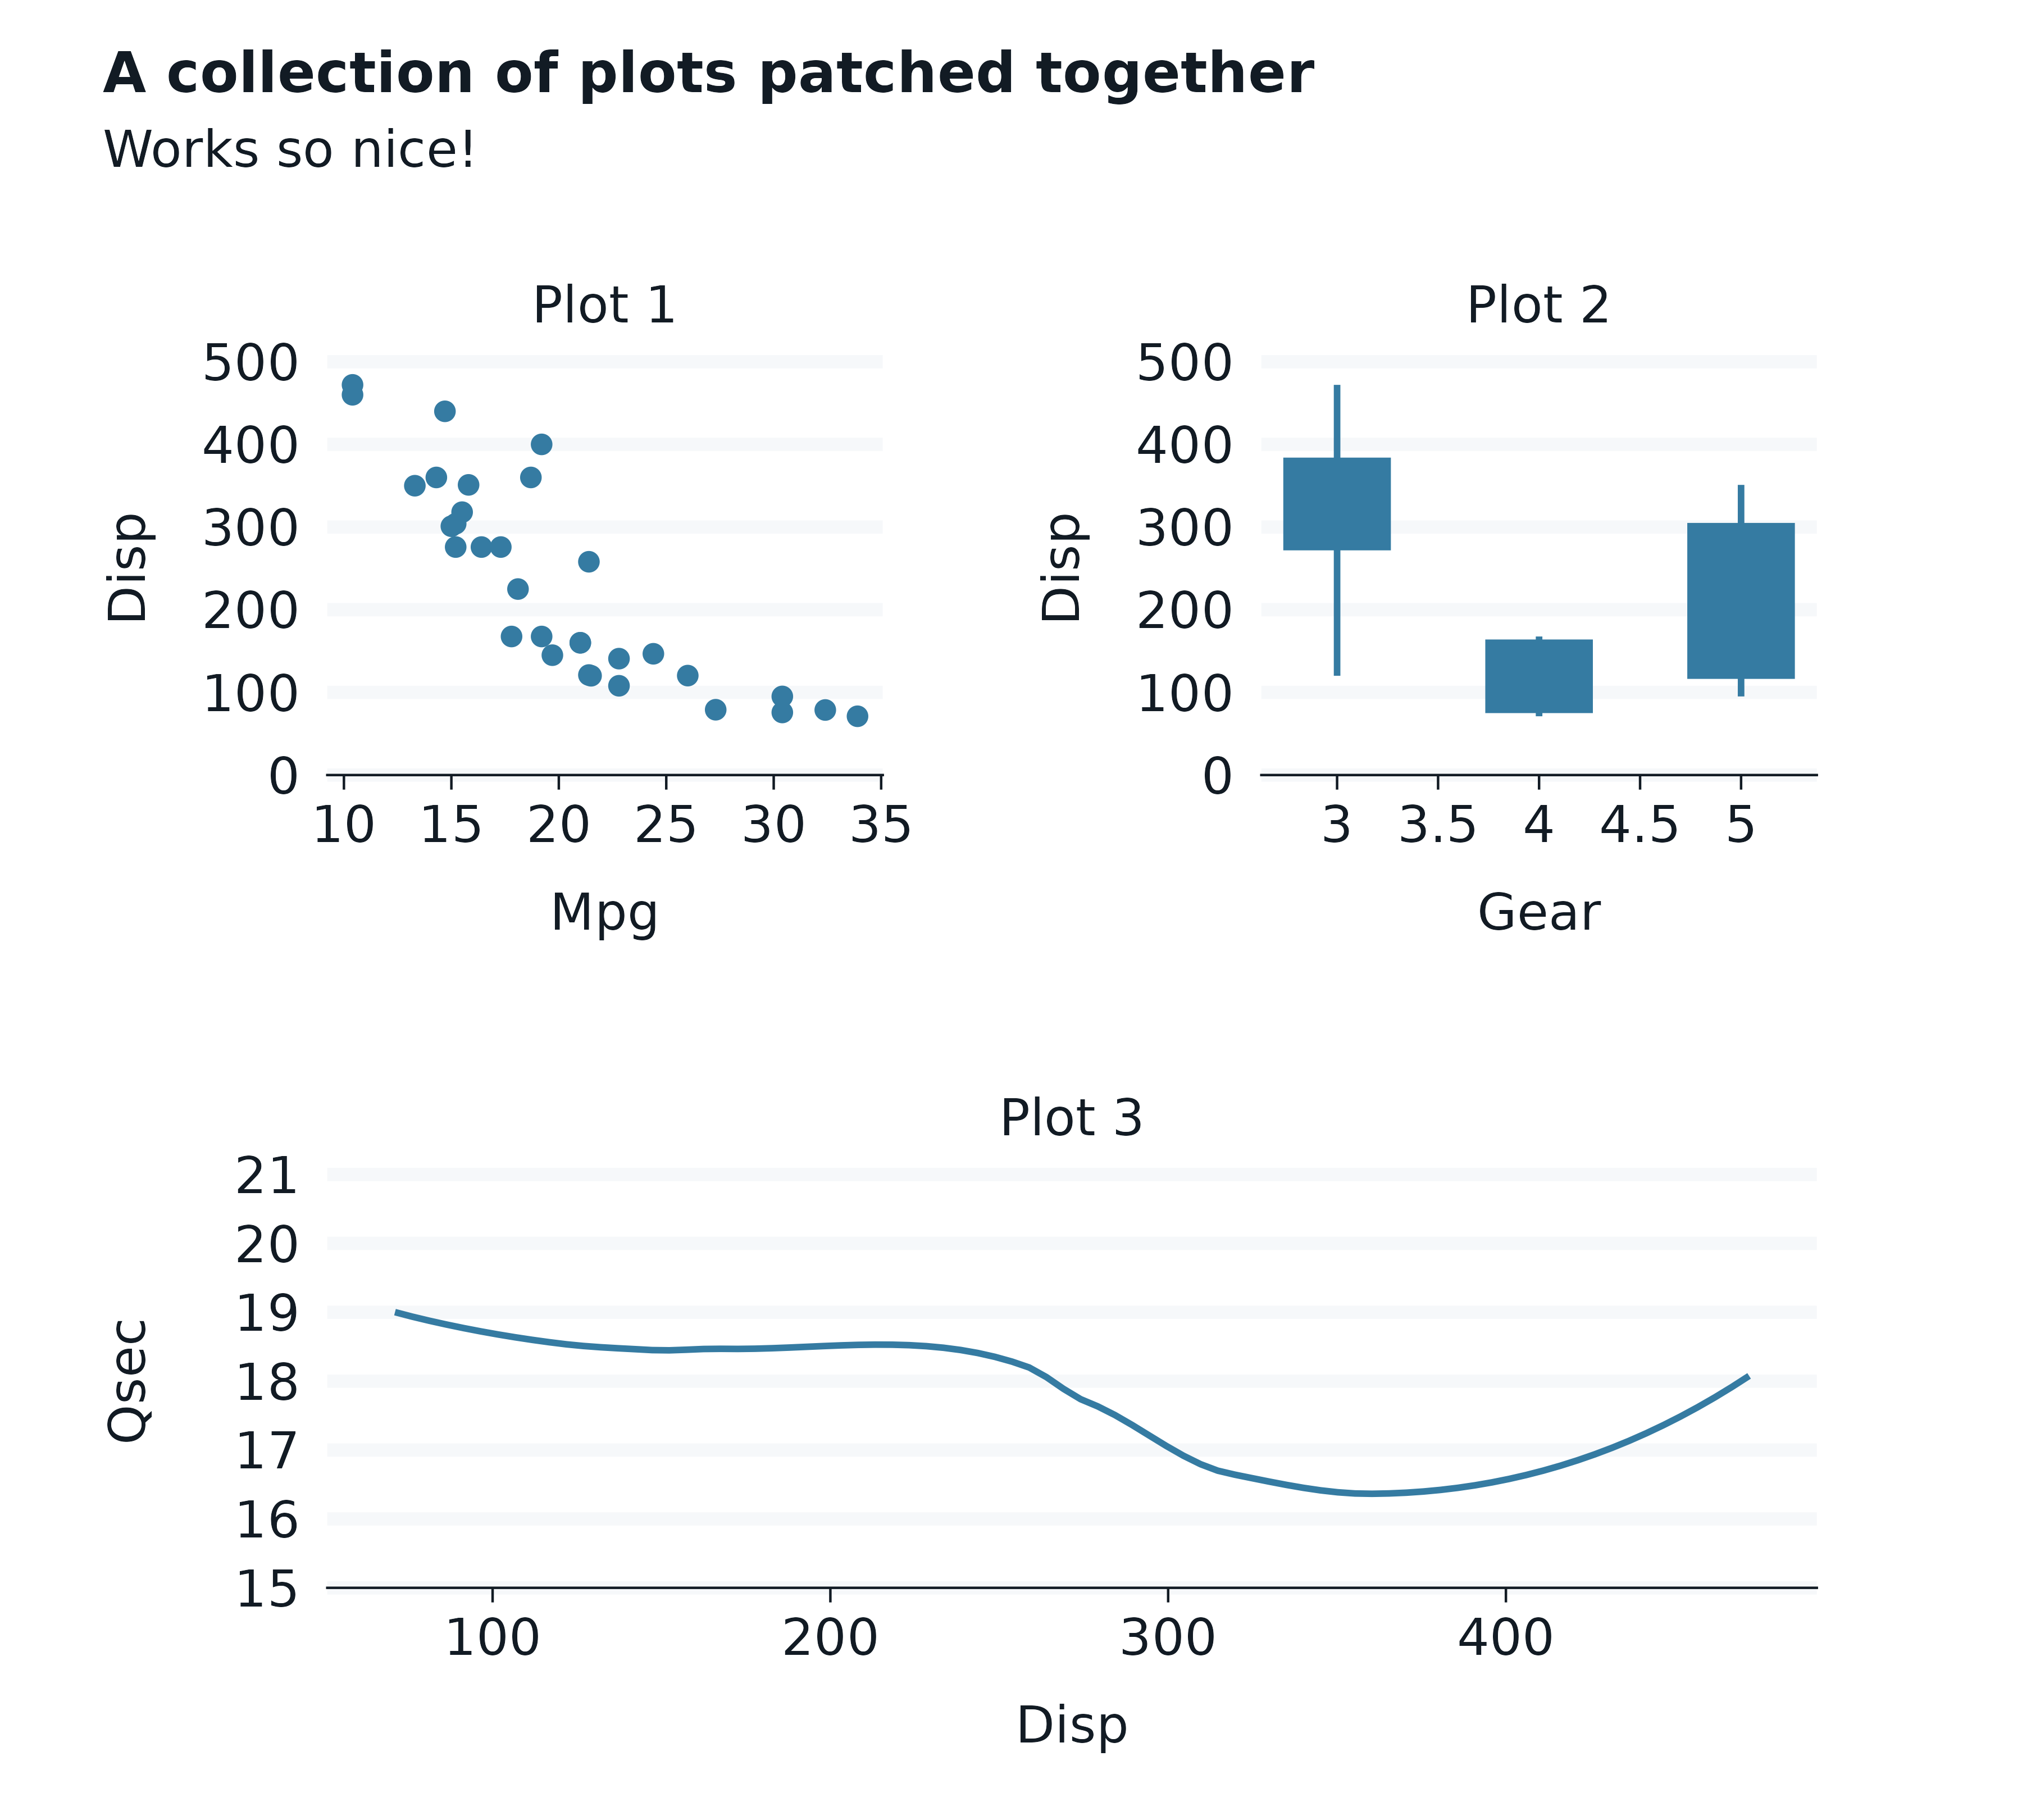 A collection of plots patched together
Works so nice!
Plot 1
500
400
300
200
100
0
Disp
10 15 20 25 30 35
Mpg
Plot 2
500
400
300
200
100
0
Disp
3 3.5 4 4.5 5
Gear
Plot 3
21
20
19
18
17
16
15
Qsec
100 200 300 400
Disp